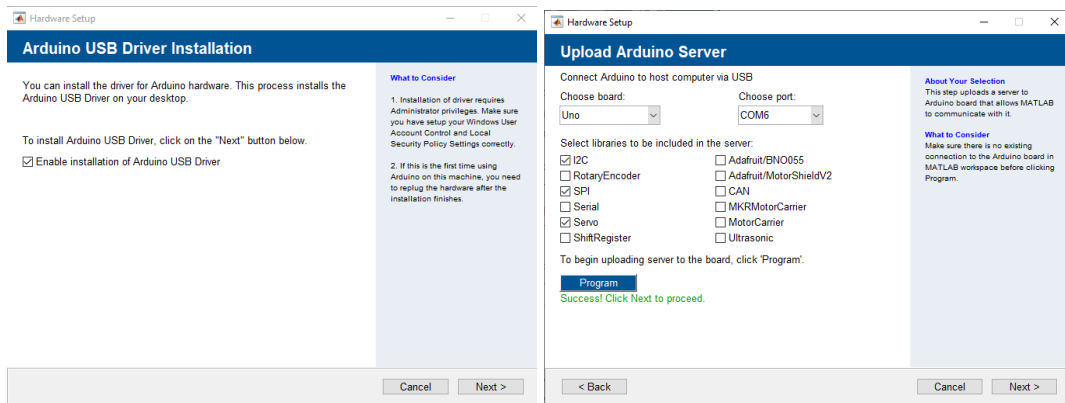 Hardware Setup
Arduino USB Driver Installation
You can install the driver for Arduino hardware. This process installs the
Arduino USB Driver on your desktop.
To install Arduino USB Driver, click on the "Next" button below.
Enable installation of Arduino USB Driver
What to Consider
1. Installation of driver requires
Administrator privileges. Make sure
you have setup your Windows User
Account Control and Local
Security Policy Settings correctly.
2. If this is the first time using
Arduino on this machine, you need
to replug the hardware after the
installation finishes.
Cancel
Next >
Hardware Setup
Upload Arduino Server
Connect Arduino to host computer via USB
Choose board:
Choose port:
Uno
COM6
Select libraries to be included in the server:
I2C
Adafruit/BNO055
RotaryEncoder
Adafruit/MotorShieldV2
SPI
CAN
Serial
MKRMotorCarrier
Servo
MotorCarrier
ShiftRegister
Ultrasonic
To begin uploading server to the board, click 'Program'.
Program
Success! Click Next to proceed.
About Your Selection
This step uploads a server to
Arduino board that allows MATLAB
to communicate with it.
What to Consider
Make sure there is no existing
connection to the Arduino board in
MATLAB workspace before clicking
Program.
< Back
Cancel
Next >